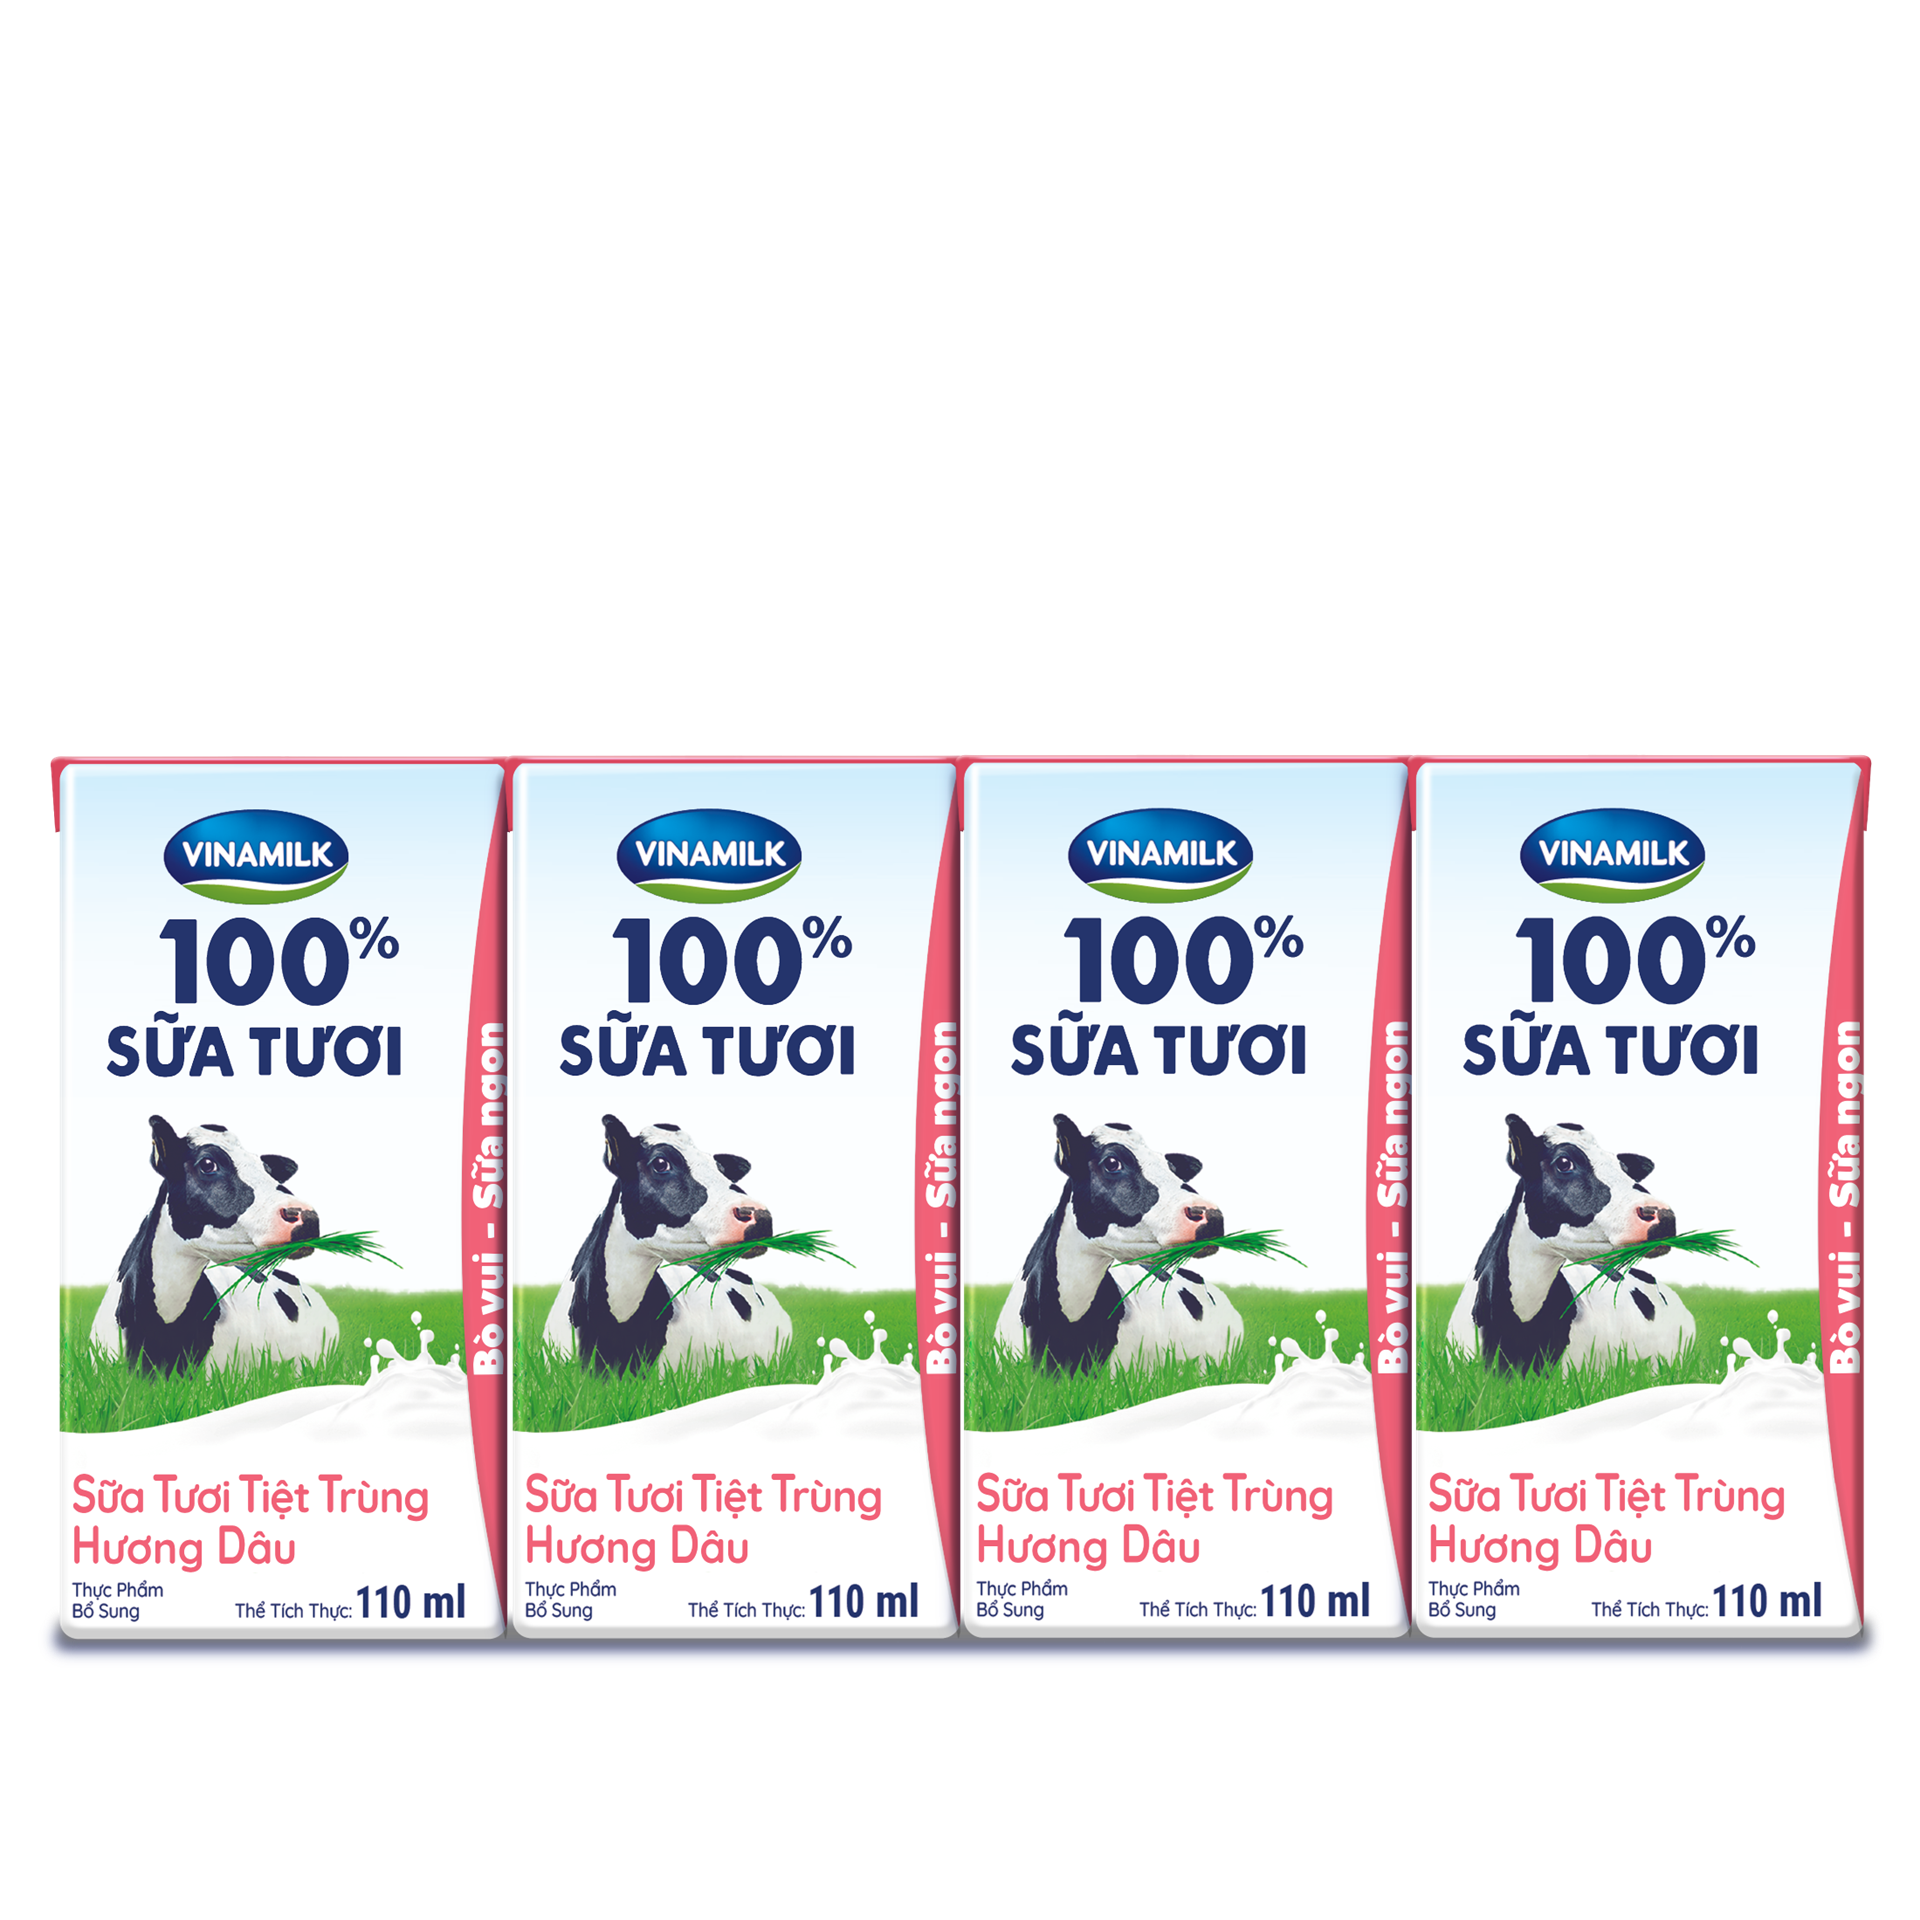 VINAMILK
100%
SỮA TƯƠI
Bò vui - Sữa ngon
Sữa Tươi Tiệt Trùng
Hương Dâu
Thực Phẩm
Bổ Sung
Thể Tích Thực: 110 ml
VINAMILK
100%
SỮA TƯƠI
Bò vui - Sữa ngon
Sữa Tươi Tiệt Trùng
Hương Dâu
Thực Phẩm
Bổ Sung
Thể Tích Thực: 110 ml
VINAMILK
100%
SỮA TƯƠI
Bò vui - Sữa ngon
Sữa Tươi Tiệt Trùng
Hương Dâu
Thực Phẩm
Bổ Sung
Thể Tích Thực: 110 ml
VINAMILK
100%
SỮA TƯƠI
Bò vui - Sữa ngon
Sữa Tươi Tiệt Trùng
Hương Dâu
Thực Phẩm
Bổ Sung
Thể Tích Thực: 110 ml